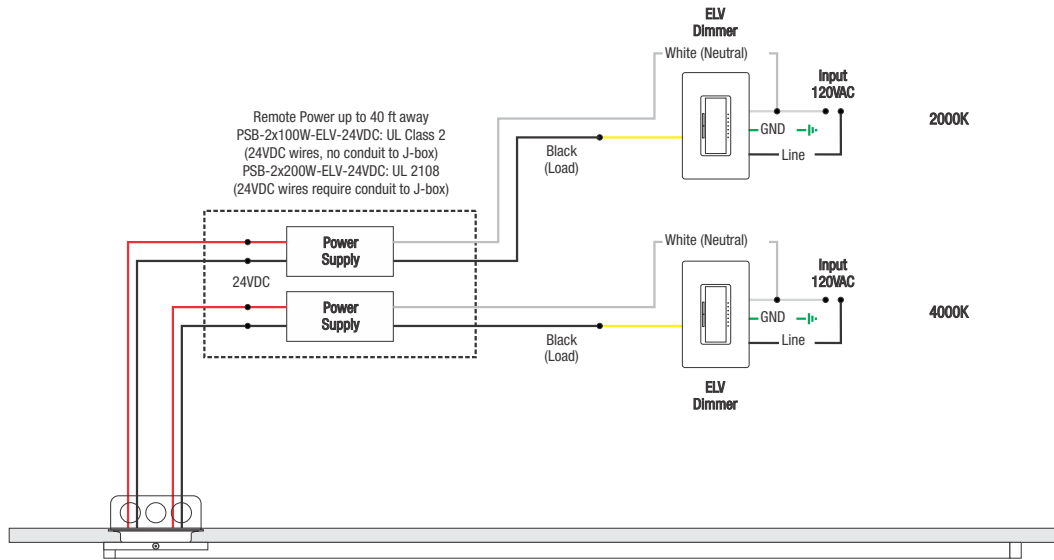 ELV
Dimmer
White (Neutral)
Input
120VAC
2000K
GND
Line
Black
(Load)
Remote Power up to 40 ft away
PSB-2x100W-ELV-24VDC: UL Class 2
(24VDC wires, no conduit to J-box)
PSB-2x200W-ELV-24VDC: UL 2108
(24VDC wires require conduit to J-box)
Power
Supply
24VDC
Power
Supply
White (Neutral)
Input
120VAC
4000K
GND
Line
Black
(Load)
ELV
Dimmer